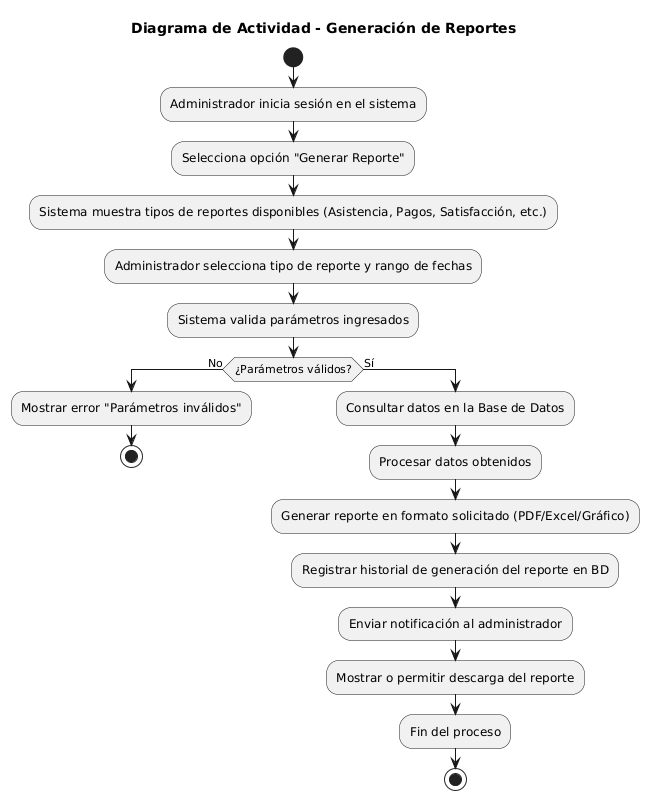 Diagrama de Actividad - Generación de Reportes
Administrador inicia sesión en el sistema
Selecciona opción "Generar Reporte"
Sistema muestra tipos de reportes disponibles (Asistencia, Pagos, Satisfacción, etc.)
Administrador selecciona tipo de reporte y rango de fechas
Sistema valida parámetros ingresados
No
¿Parámetros válidos?
Sí
Mostrar error "Parámetros inválidos"
Consultar datos en la Base de Datos
Procesar datos obtenidos
Generar reporte en formato solicitado (PDF/Excel/Gráfico)
Registrar historial de generación del reporte en BD
Enviar notificación al administrador
Mostrar o permitir descarga del reporte
Fin del proceso